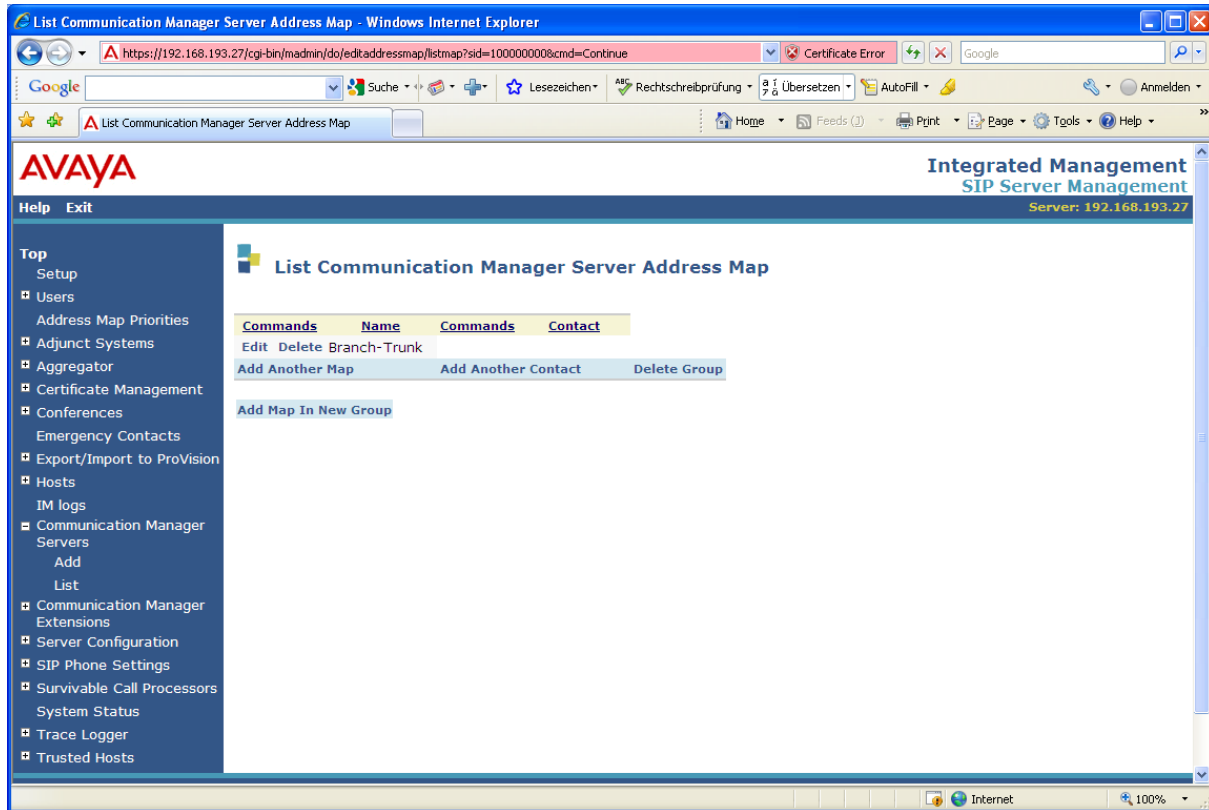 List Communication Manager Server Address Map - Windows Internet Explorer
https://192.168.193.27/cgi-bin/madmin/do/editaddressmap/listmap?sid=100000000&cmd=Continue
Certificate Error
Google
Google
Suche
Lesezeichen
Rechtschreibprüfung
Übersetzen
AutoFill
Anmelden
List Communication Manager Server Address Map
Home
Feeds (J)
Print
Page
Tools
Help
AVAYA
Integrated Management
SIP Server Management
Help Exit
Server: 192.168.193.27
Top
Setup
Users
Address Map Priorities
Adjunct Systems
Aggregator
Certificate Management
Conferences
Emergency Contacts
Export/Import to ProVision
Hosts
IM logs
Communication Manager
Servers
Add
List
Communication Manager
Extensions
Server Configuration
SIP Phone Settings
Survivable Call Processors
System Status
Trace Logger
Trusted Hosts
List Communication Manager Server Address Map
Commands Name Commands Contact
Edit Delete Branch-Trunk
Add Another Map Add Another Contact Delete Group
Add Map In New Group
Internet
100%